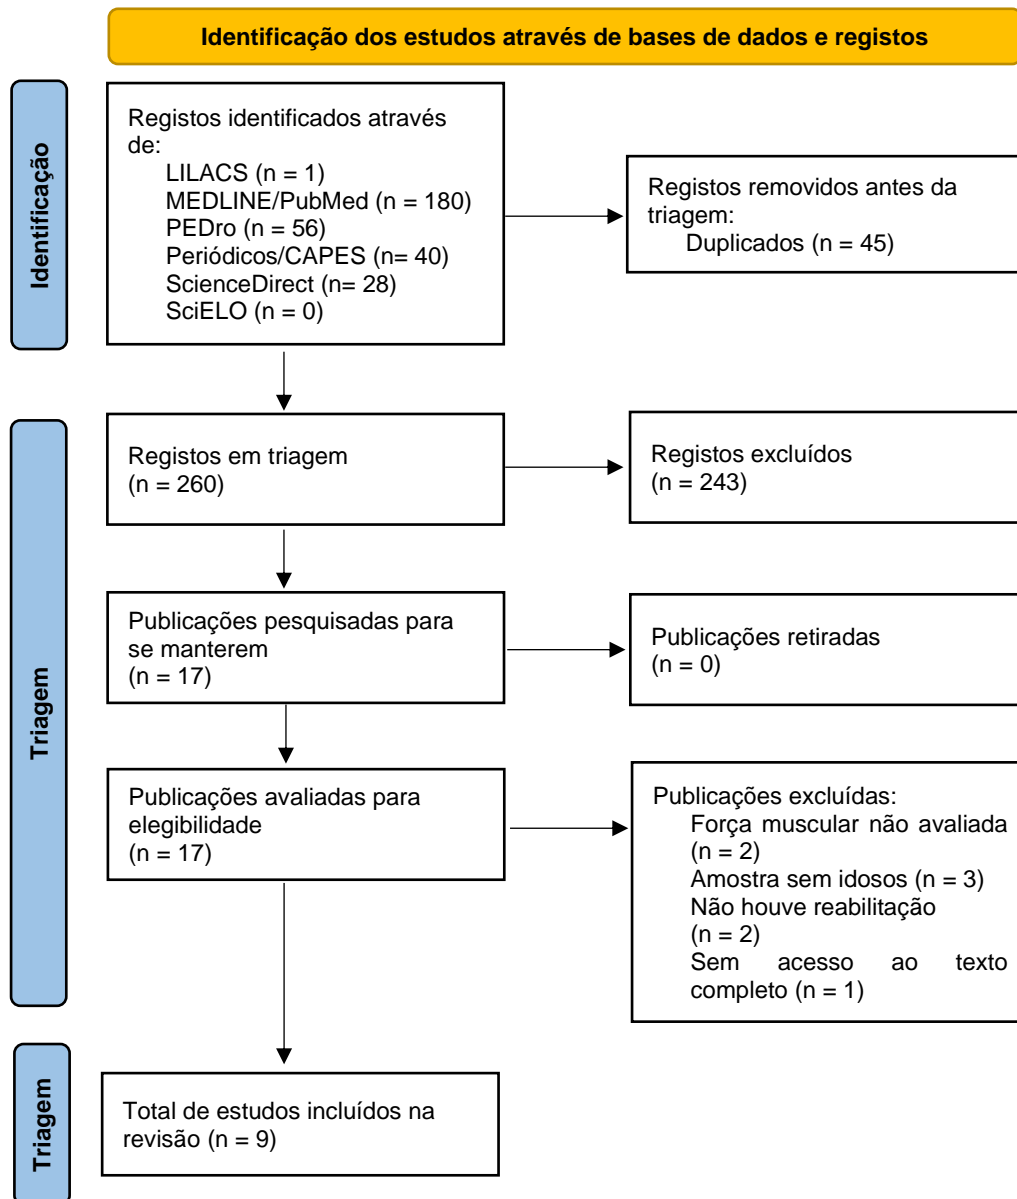 Identificação dos estudos através de bases de dados e registos
Identificação
Registos identificados através
de:
LILACS (n = 1)
MEDLINE/PubMed (n = 180)
PEDro (n = 56)
Periódicos/CAPES (n= 40)
ScienceDirect (n= 28)
SciELO (n = 0)
Registos removidos antes da
triagem:
Duplicados (n = 45)
Triagem
Registos em triagem
(n = 260)
Registos excluídos
(n = 243)
Publicações pesquisadas para
se manterem
(n = 17)
Publicações retiradas
(n = 0)
Publicações avaliadas para
elegibilidade
(n = 17)
Publicações excluídas:
Força muscular não avaliada
(n = 2)
Amostra sem idosos (n = 3)
Não houve reabilitação
(n = 2)
Sem acesso ao texto
completo (n = 1)
Triagem
Total de estudos incluídos na
revisão (n = 9)